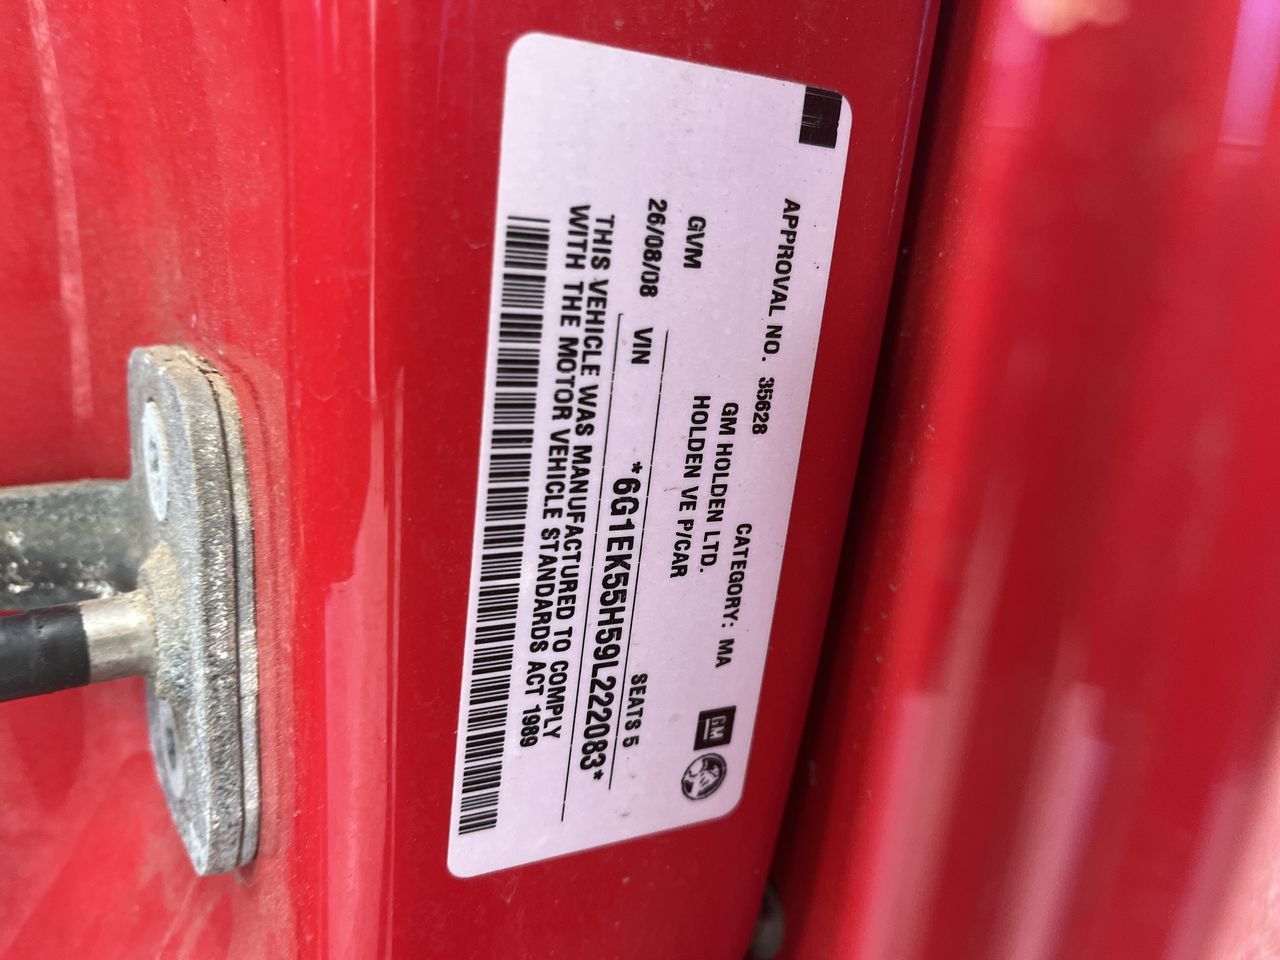 APPROVAL NO. 35628
CATEGORY: MA
GM HOLDEN LTD.
HOLDEN VE P/CAR
GVM
SEATS 5
26/08/08 VIN *6G1EK55H59L222083*
THIS VEHICLE WAS MANUFACTURED TO COMPLY
WITH THE MOTOR VEHICLE STANDARDS ACT 1989
GM